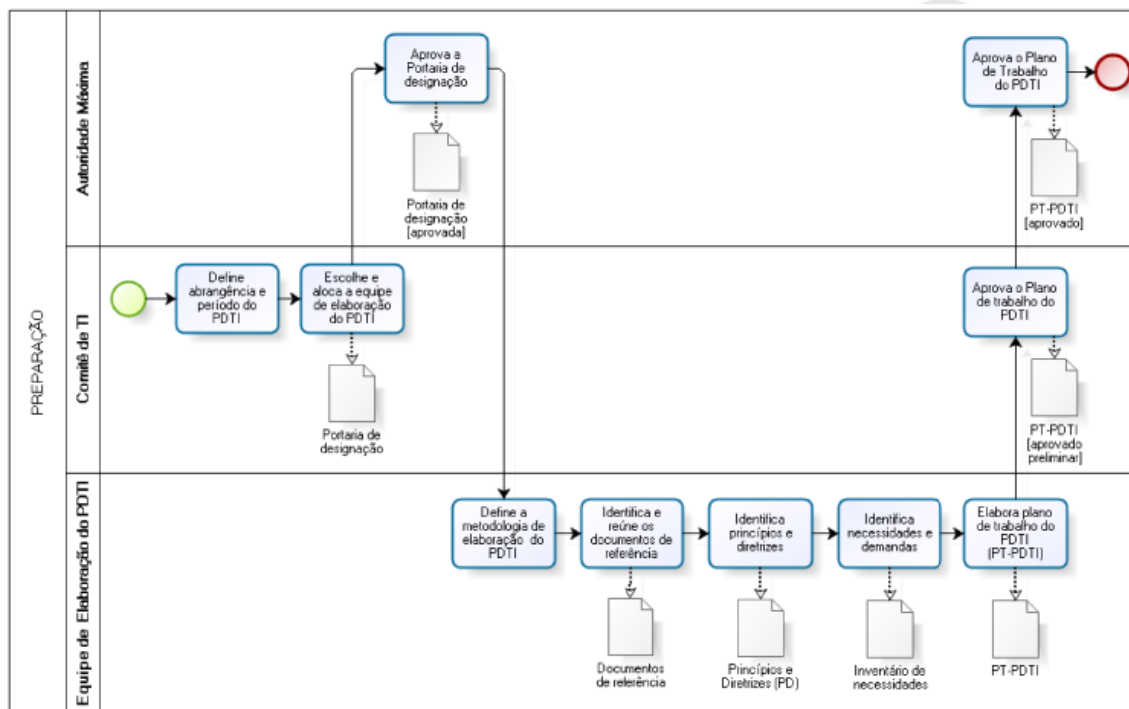 PREPARAÇÃO
Autoridade Máxima
Aprova a
Portaria de
designação
Portaria de
designação
[aprovada]
Aprova o Plano
de Trabalho
do PDTI
PT-PDTI
[aprovado]
Comitê de TI
Define
abrangência e
período do
PDTI
Escolhe e
aloca a equipe
de elaboração
do PDTI
Portaria de
designação
Aprova o Plano
de trabalho do
PDTI
PT-PDTI
[aprovado
preliminar]
Equipe de Elaboração do PDTI
Define a
metodologia de
elaboração do
PDTI
Identifica e
reúne os
documentos de
referência
Documentos
de referência
Identifica
princípios e
diretrizes
Princípios e
Diretrizes (PD)
Identifica
necessidades e
demandas
Inventário de
necessidades
Elabora plano
de trabalho do
PDTI
(PT-PDTI)
PT-PDTI